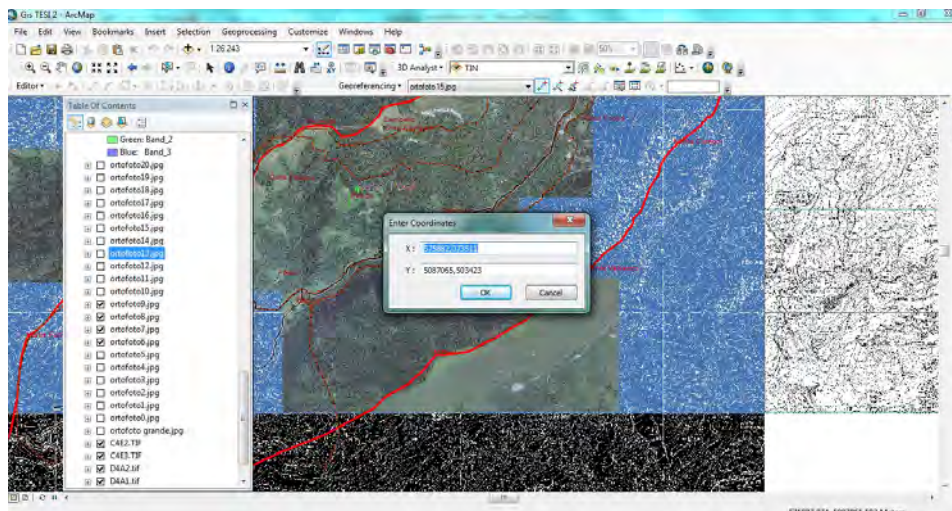 Gis TESI.2 - ArcMap
File Edit View Bookmarks Insert Selection Geoprocessing Customize Windows Help
1:26.243
50%
3D Analyst TIN
Editor
Georeferencing ortofoto15.jpg
Table Of Contents
Green: Band_2
Blue: Band_3
ortofoto20.jpg
ortofoto19.jpg
ortofoto18.jpg
ortofoto17.jpg
ortofoto16.jpg
ortofoto15.jpg
ortofoto14.jpg
ortofoto13.jpg
ortofoto12.jpg
ortofoto11.jpg
ortofoto10.jpg
ortofoto9.jpg
ortofoto8.jpg
ortofoto7.jpg
ortofoto6.jpg
ortofoto5.jpg
ortofoto4.jpg
ortofoto3.jpg
ortofoto2.jpg
ortofoto1.jpg
ortofoto0.jpg
ortofoto grande.jpg
C4E2.TIF
C4E3.TIF
D4A2.tif
D4A1.tif
Enter Coordinates
X :
Y : 5087065,503423
OK Cancel